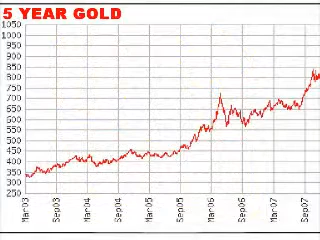 5 YEAR GOLD
1050
1000
950
900
850
800
750
700
650
600
550
500
450
400
350
300
250
Mar03
Sep03
Mar04
Sep04
Mar05
Sep05
Mar06
Sep06
Mar07
Sep07